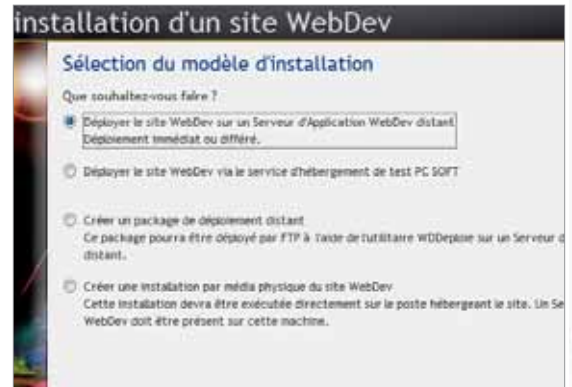 installation d'un site WebDev
Sélection du modèle d'installation
Que souhaitez-vous faire ?
Déployer le site WebDev sur un Serveur d'Application WebDev distant
Déploiement immédiat ou différé.
Déployer le site WebDev via le service d'hébergement de test PC SOFT
Créer un package de déploiement distant
Ce package pourra être déployé par FTP à l'aide de l'utilitaire WDDeploie sur un Serveur d
distant.
Créer une installation par média physique du site WebDev
Cette installation devra être exécutée directement sur le poste hébergeant le site. Un Se
WebDev doit être présent sur cette machine.